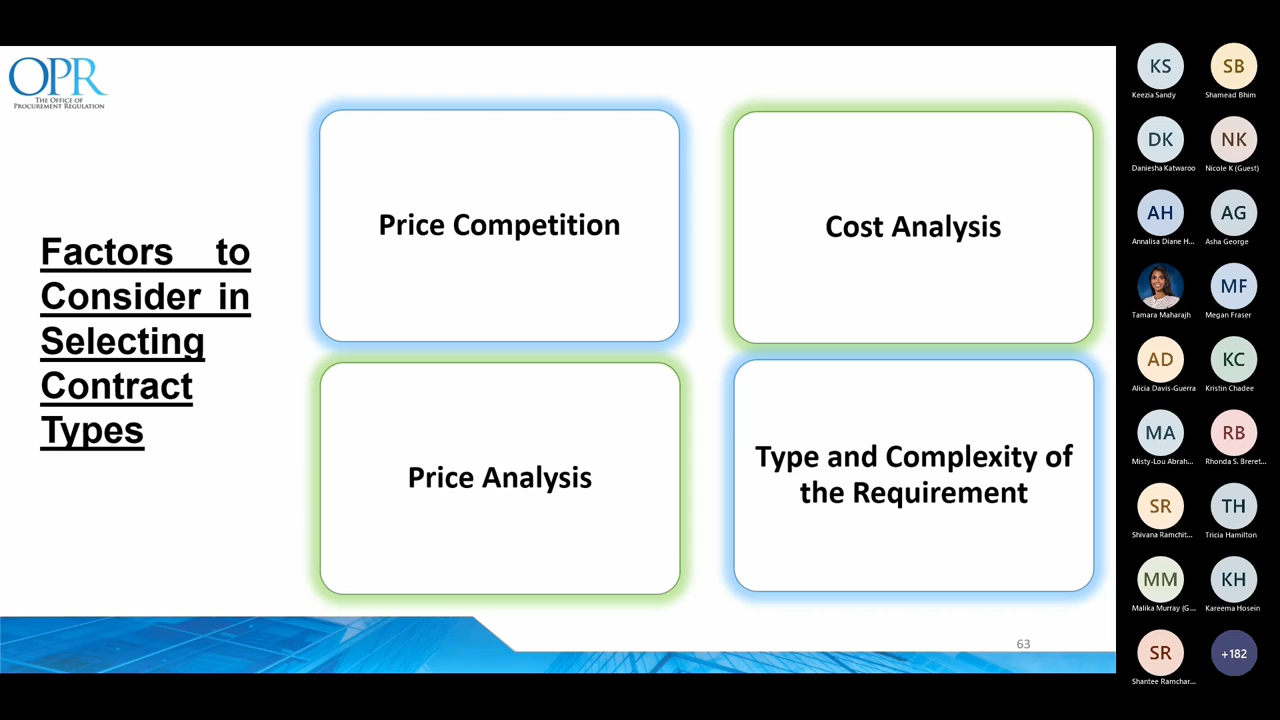 OPR
THE OFFICE OF
PROCUREMENT REGULATION
Factors to
Consider in
Selecting
Contract
Types
Price Competition
Cost Analysis
Price Analysis
Type and Complexity of
the Requirement
63
KS
Keezia Sandy
SB
Shamead Bhim
DK
Daniesha Katwaroo
NK
Nicole K (Guest)
AH
Annalisa Diane H...
AG
Asha George
Tamara Maharajh
MF
Megan Fraser
AD
Alicia Davis-Guerra
KC
Kristin Chadee
MA
Misty-Lou Abrah...
RB
Rhonda S. Breret...
SR
Shivana Ramchit...
TH
Tricia Hamilton
MM
Malika Murray (G...
KH
Kareema Hosein
SR
Shantee Ramchar...
+182